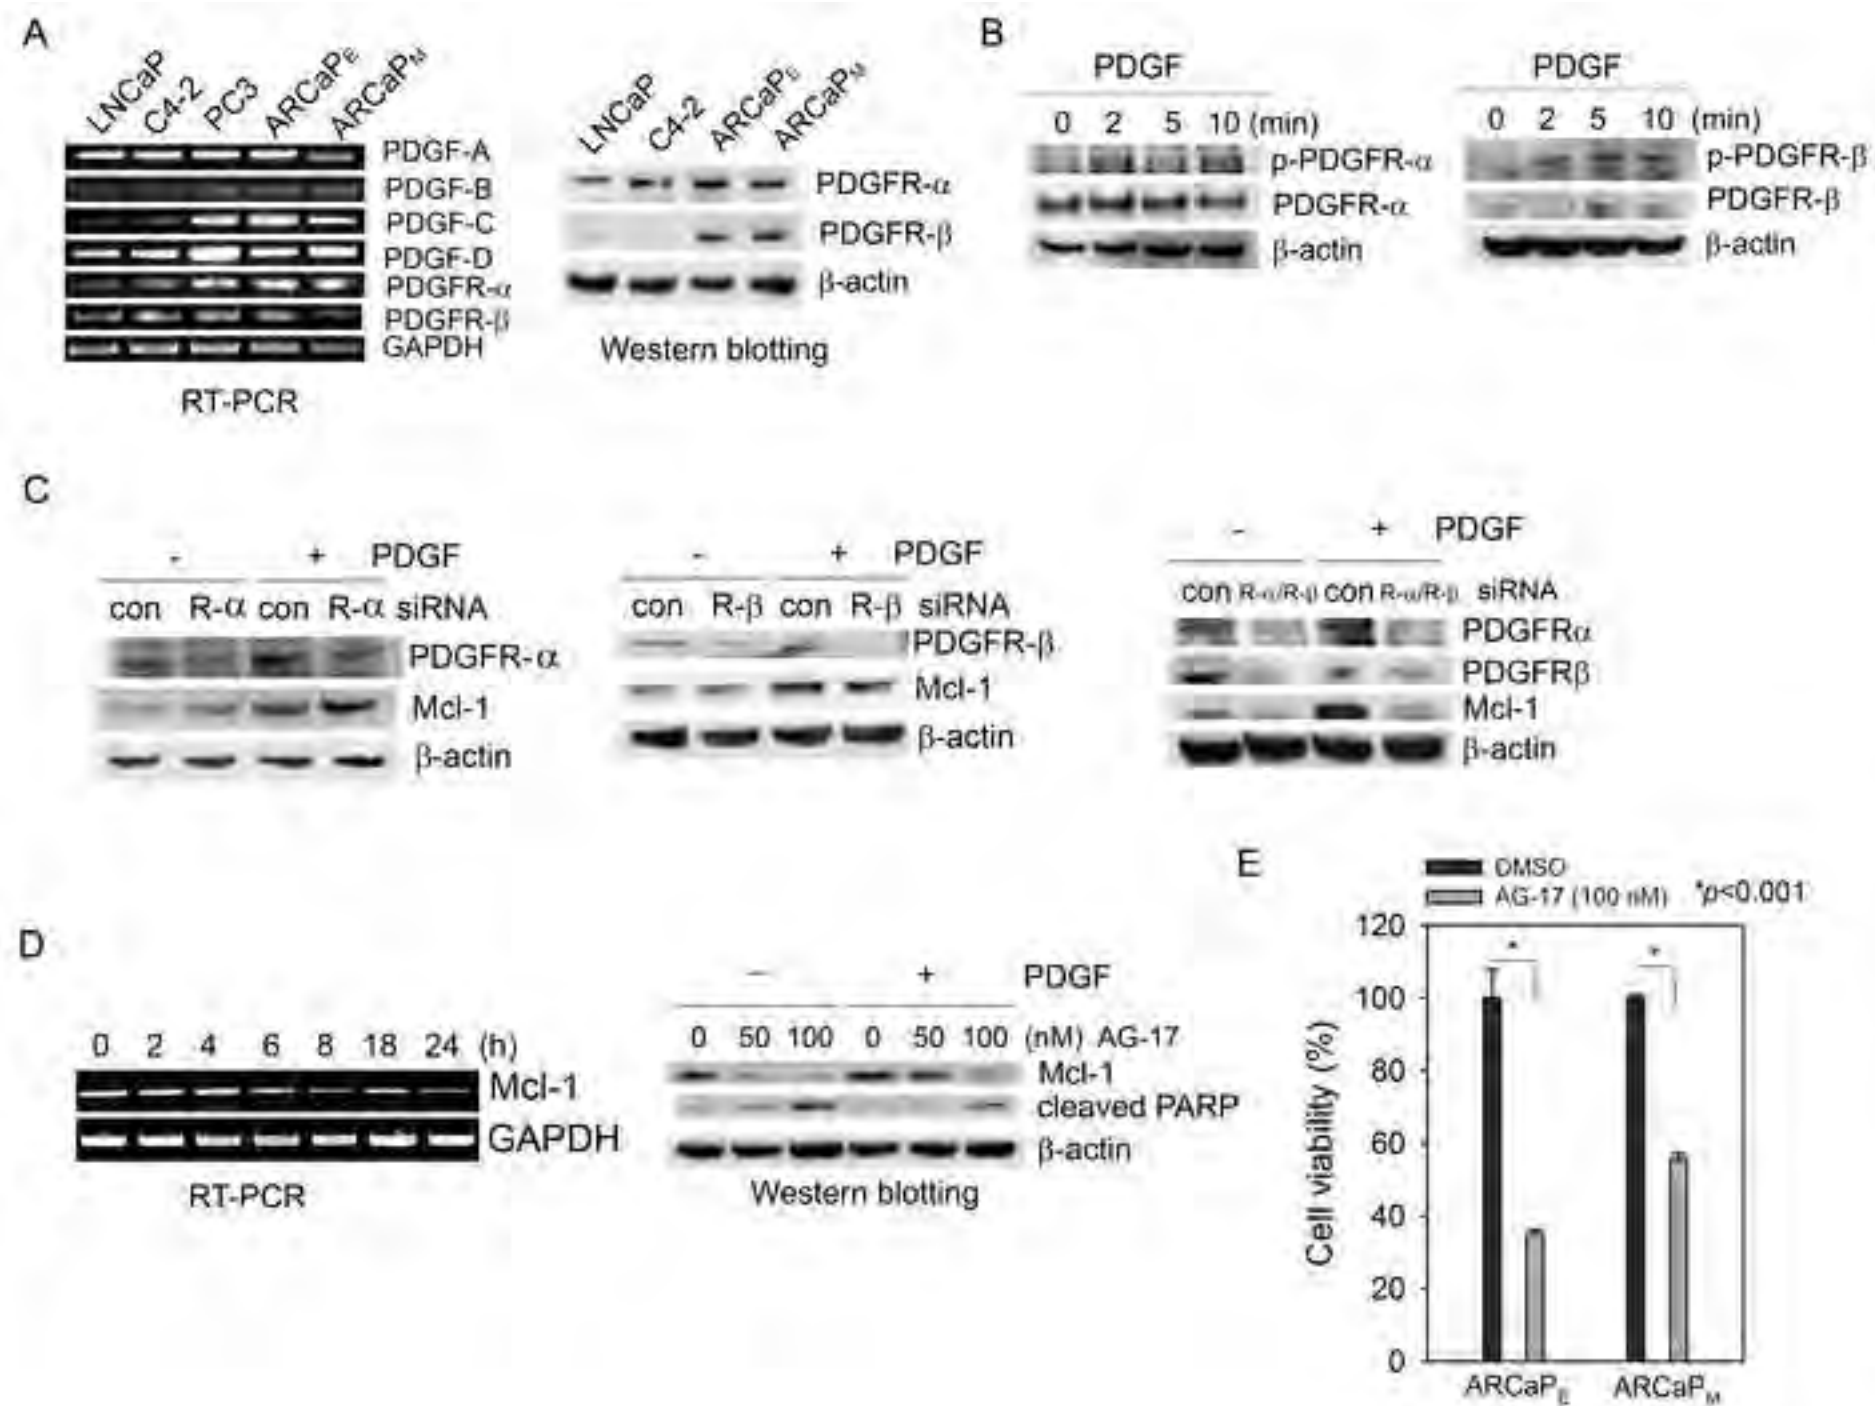 A
LNCaP C4-2 PC3 ARCaPE ARCaPM
PDGF-A
PDGF-B
PDGF-C
PDGF-D
PDGFR-α
PDGFR-β
GAPDH
RT-PCR
LNCaP C4-2 ARCaPE ARCaPM
PDGFR-α
PDGFR-β
β-actin
Western blotting
B
PDGF
0 2 5 10 (min)
p-PDGFR-α
PDGFR-α
β-actin
PDGF
0 2 5 10 (min)
p-PDGFR-β
PDGFR-β
β-actin
C
- + PDGF
con R-α con R-α siRNA
PDGFR-α
Mcl-1
β-actin
- + PDGF
con R-β con R-β siRNA
PDGFR-β
Mcl-1
β-actin
- + PDGF
con R-α/R-β con R-α/R-β siRNA
PDGFRα
PDGFRβ
Mcl-1
β-actin
D
0 2 4 6 8 18 24 (h)
Mcl-1
GAPDH
RT-PCR
− + PDGF
0 50 100 0 50 100 (nM) AG-17
Mcl-1
cleaved PARP
β-actin
Western blotting
E
DMSO
AG-17 (100 nM) *p<0.001
120
100
80
60
40
20
0
Cell viability (%)
* *
ARCaPE ARCaPM